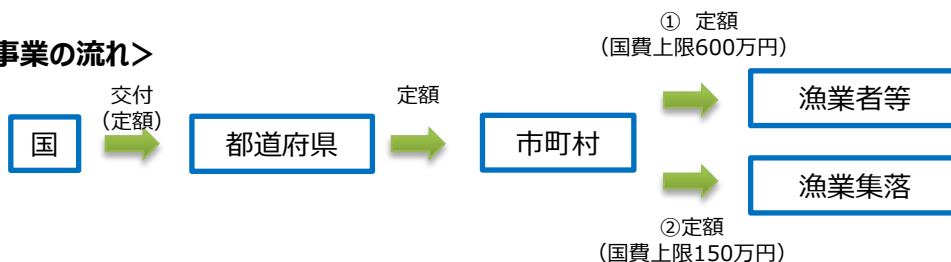 事業の流れ＞
① 定額
（国費上限600万円）
交付
（定額）
定額
国
都道府県
市町村
漁業者等
漁業集落
②定額
（国費上限150万円）